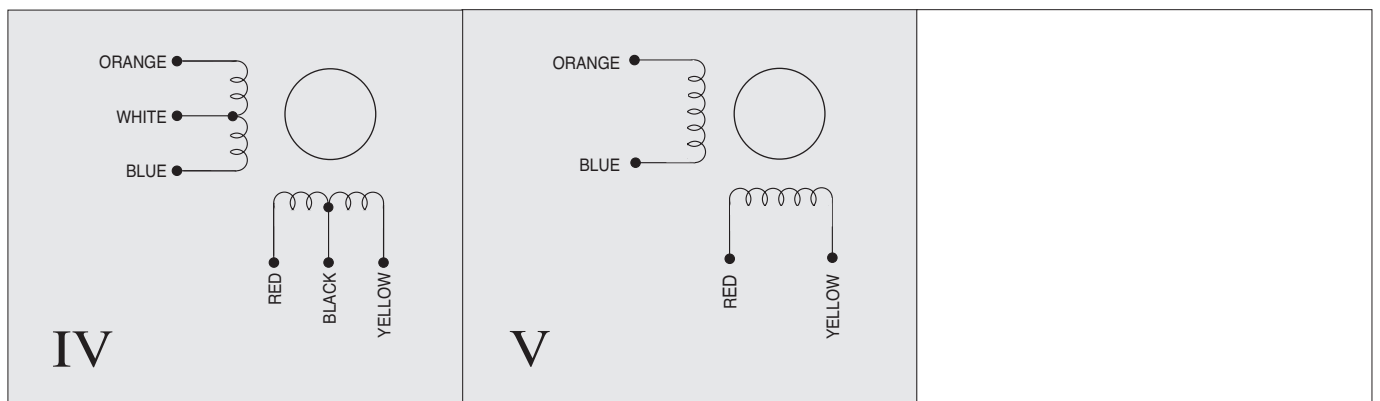 ORANGE
WHITE
BLUE
RED
BLACK
YELLOW
IV
ORANGE
BLUE
RED
YELLOW
V